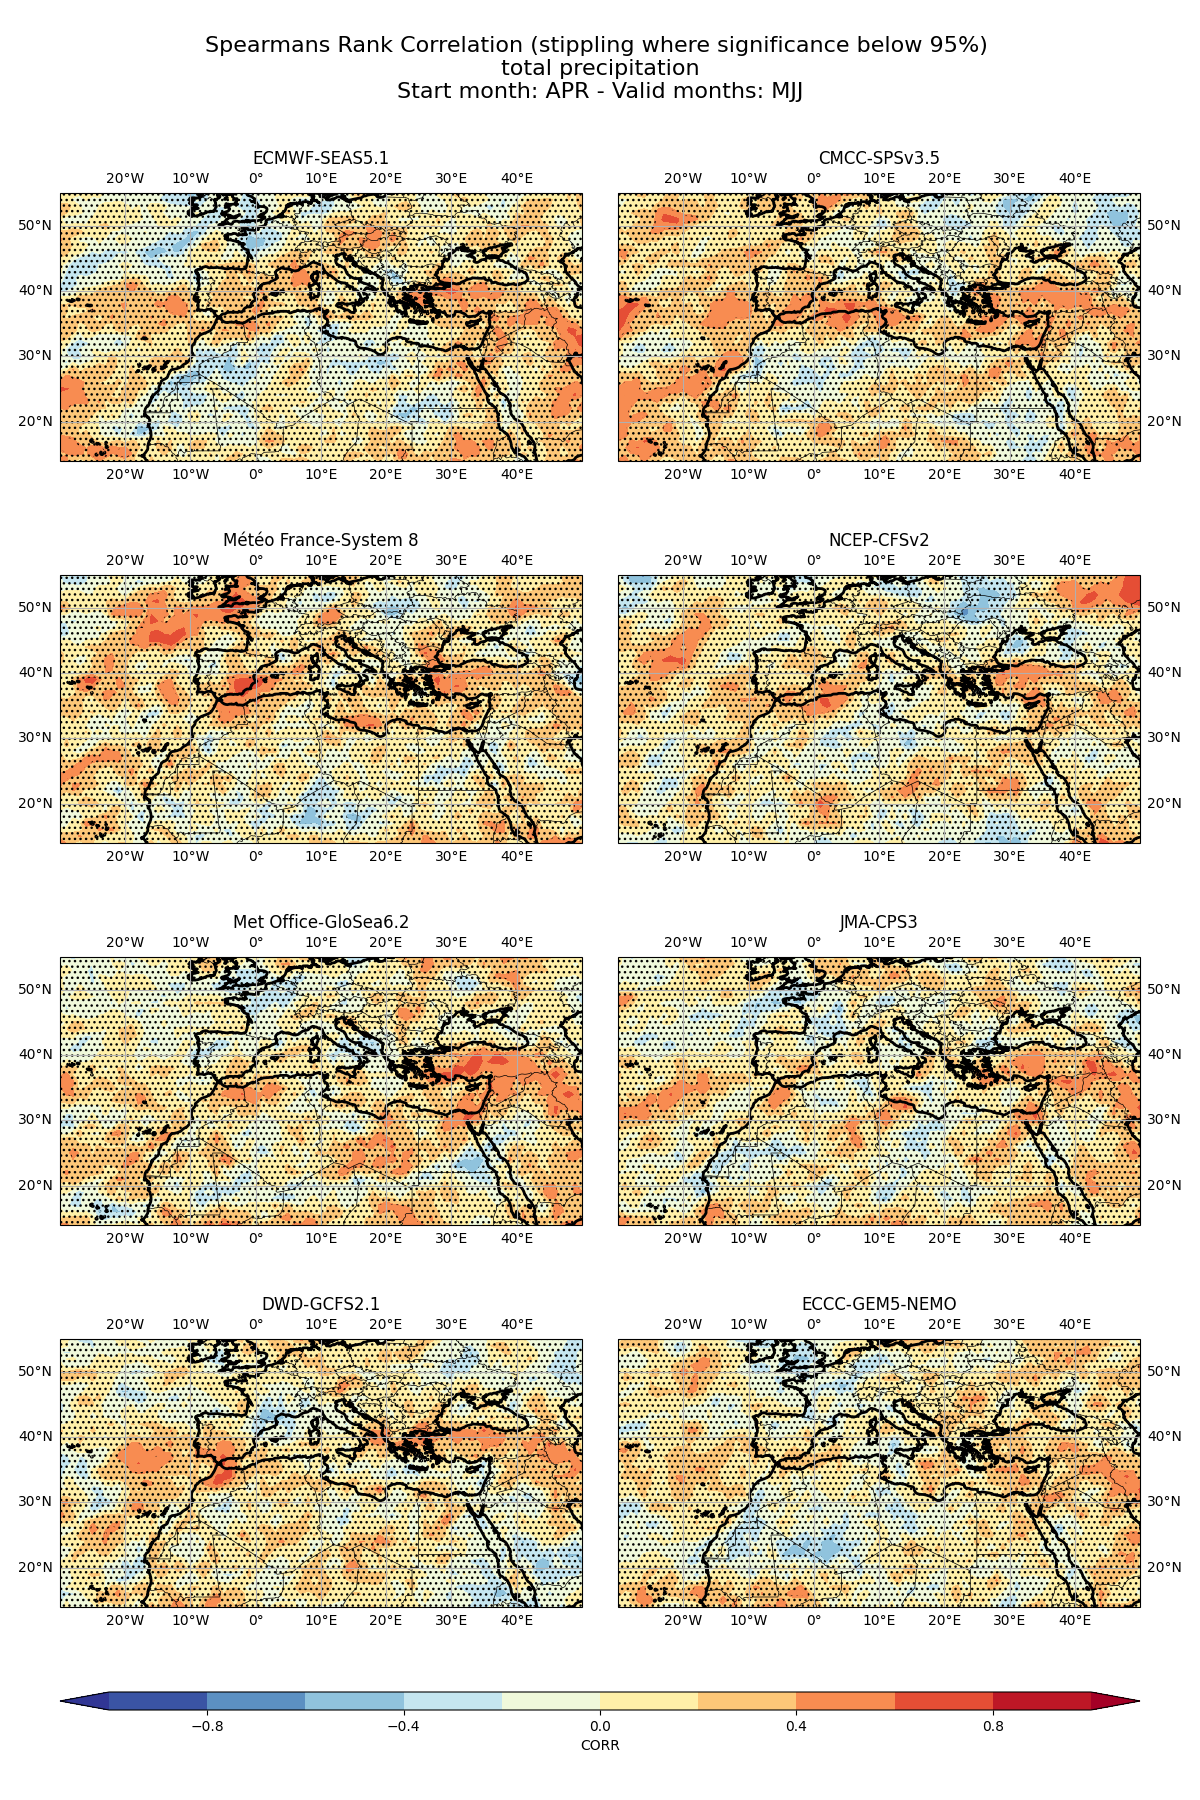 Spearmans Rank Correlation (stippling where significance below 95%)
total precipitation
Start month: APR - Valid months: MJJ
ECMWF-SEAS5.1
CMCC-SPSv3.5
20°W 10°W 0° 10°E 20°E 30°E 40°E
20°W 10°W 0° 10°E 20°E 30°E 40°E
50°N 50°N
40°N 40°N
30°N 30°N
20°N 20°N
20°W 10°W 0° 10°E 20°E 30°E 40°E
20°W 10°W 0° 10°E 20°E 30°E 40°E
Météo France-System 8
NCEP-CFSv2
20°W 10°W 0° 10°E 20°E 30°E 40°E
20°W 10°W 0° 10°E 20°E 30°E 40°E
50°N 50°N
40°N 40°N
30°N 30°N
20°N 20°N
20°W 10°W 0° 10°E 20°E 30°E 40°E
20°W 10°W 0° 10°E 20°E 30°E 40°E
Met Office-GloSea6.2
JMA-CPS3
20°W 10°W 0° 10°E 20°E 30°E 40°E
20°W 10°W 0° 10°E 20°E 30°E 40°E
50°N 50°N
40°N 40°N
30°N 30°N
20°N 20°N
20°W 10°W 0° 10°E 20°E 30°E 40°E
20°W 10°W 0° 10°E 20°E 30°E 40°E
DWD-GCFS2.1
ECCC-GEM5-NEMO
20°W 10°W 0° 10°E 20°E 30°E 40°E
20°W 10°W 0° 10°E 20°E 30°E 40°E
50°N 50°N
40°N 40°N
30°N 30°N
20°N 20°N
20°W 10°W 0° 10°E 20°E 30°E 40°E
20°W 10°W 0° 10°E 20°E 30°E 40°E
−0.8 −0.4 0.0 0.4 0.8
CORR